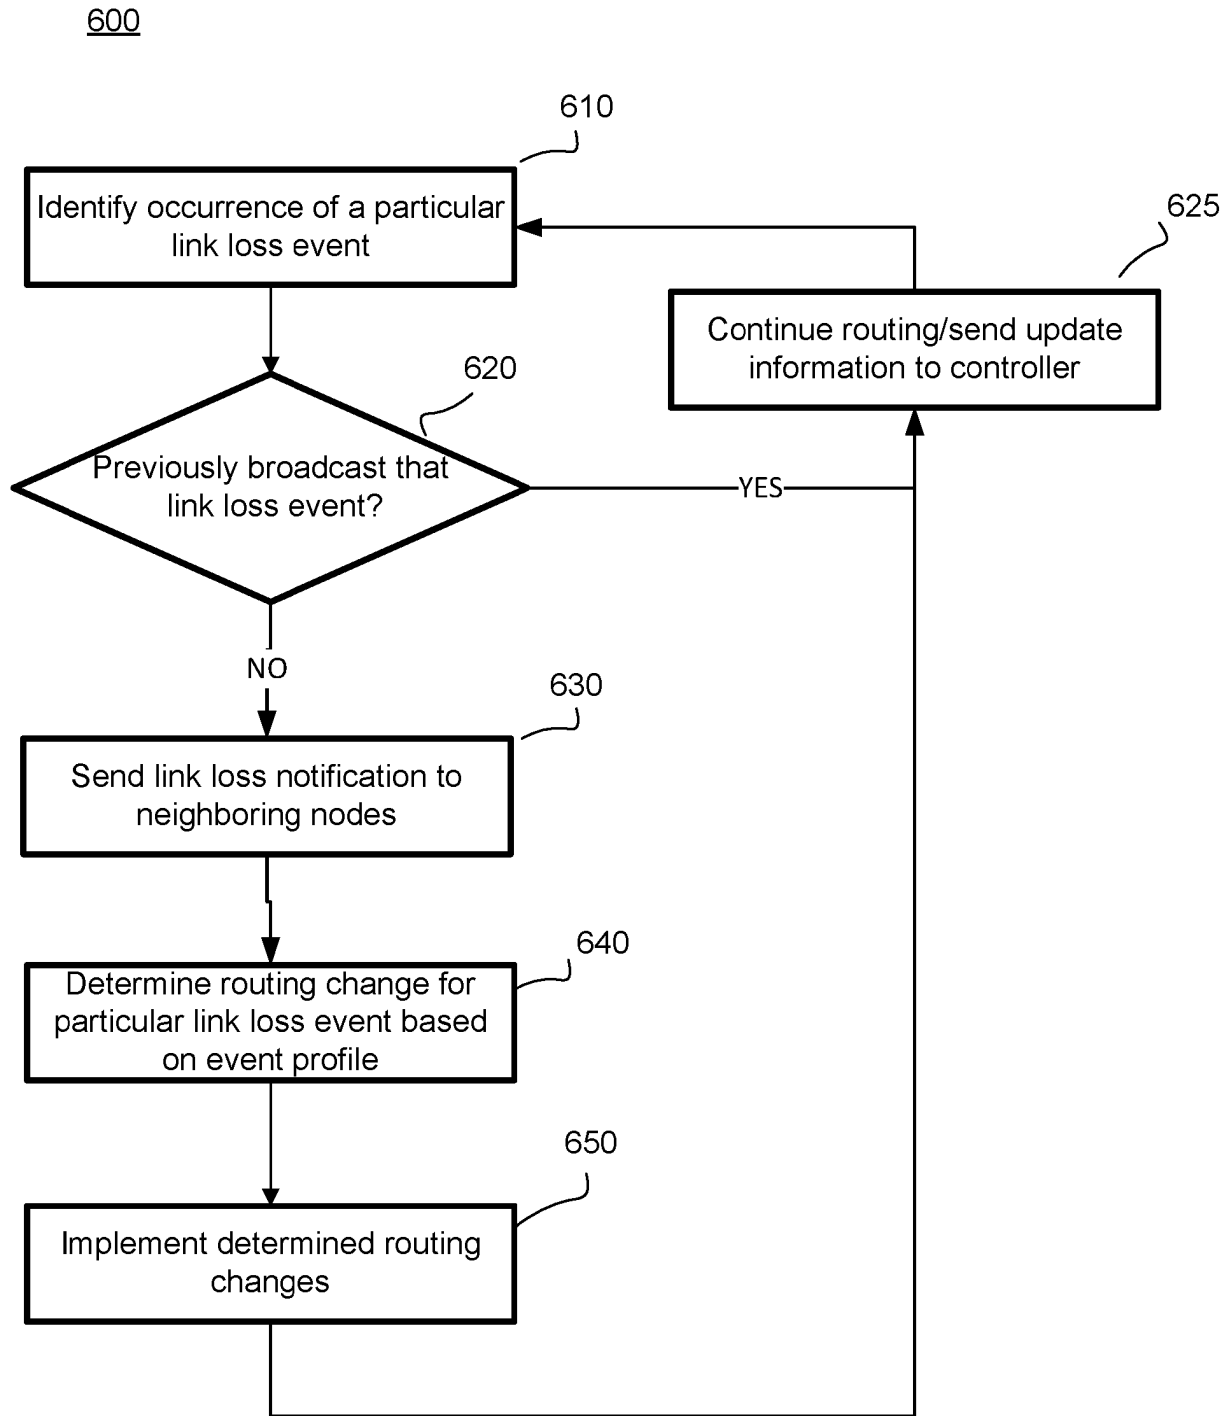 600
610
Identify occurrence of a particular
link loss event
625
Continue routing/send update
information to controller
620
Previously broadcast that
link loss event?
YES
NO
630
Send link loss notification to
neighboring nodes
640
Determine routing change for
particular link loss event based
on event profile
650
Implement determined routing
changes